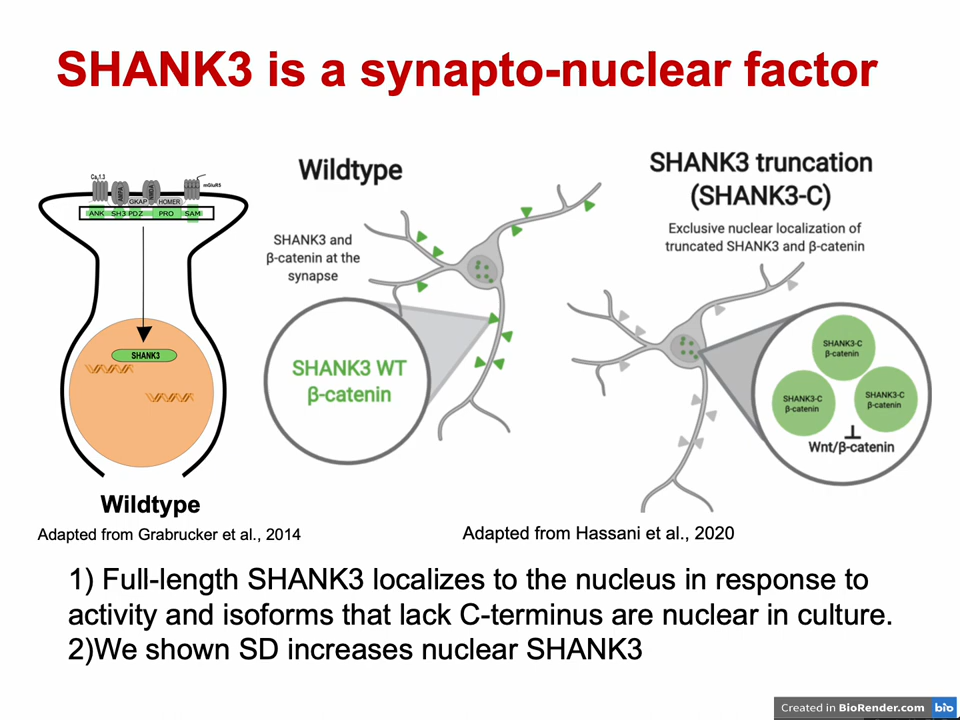 SHANK3 is a synapto-nuclear factor
Ca 1.3
AMPA
GKAP
NMDA
HOMER
mGluR5
ANK
SH3
PDZ
PRO
SAM
SHANK3
Wildtype
Adapted from Grabrucker et al., 2014
Wildtype
SHANK3 and
β-catenin at the
synapse
SHANK3 WT
β-catenin
SHANK3 truncation
(SHANK3-C)
Exclusive nuclear localization of
truncated SHANK3 and β-catenin
SHANK3-C
β-catenin
SHANK3-C
β-catenin
SHANK3-C
β-catenin
Wnt/β-catenin
Adapted from Hassani et al., 2020
1) Full-length SHANK3 localizes to the nucleus in response to
activity and isoforms that lack C-terminus are nuclear in culture.
2)We shown SD increases nuclear SHANK3
Created in BioRender.com bio